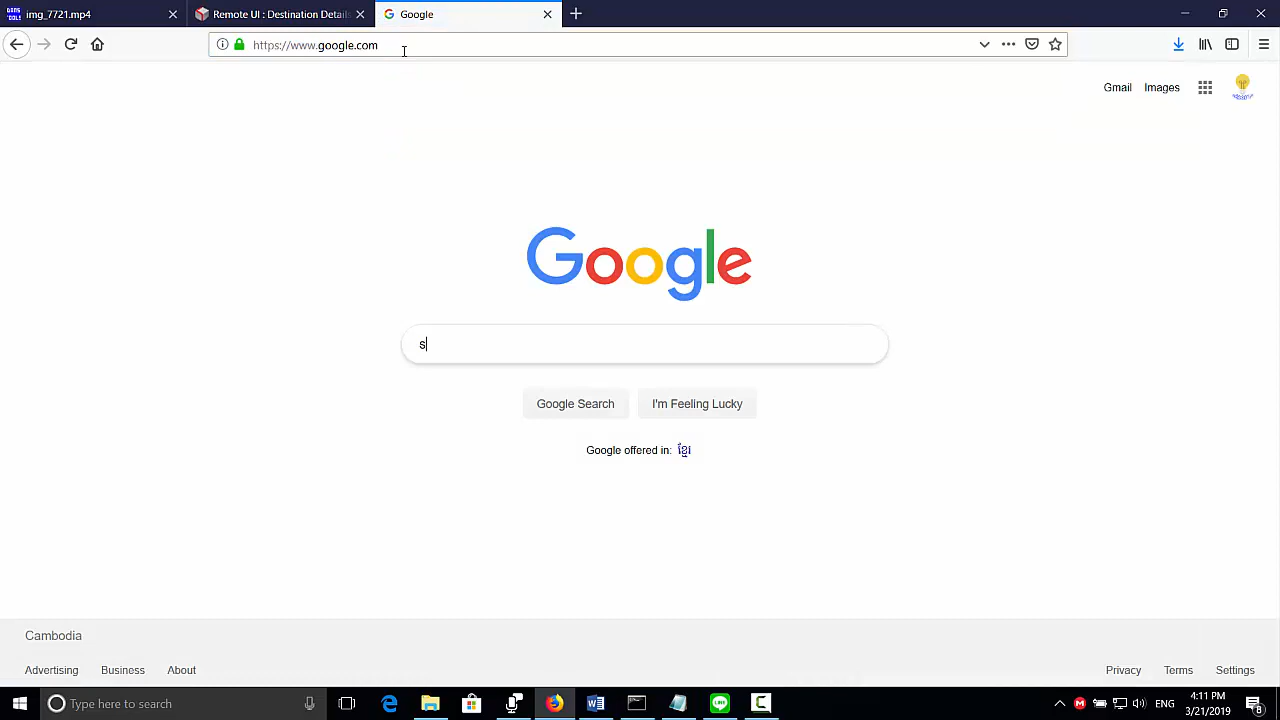 img_7721.mp4
Remote UI : Destination Details
Google
https://www.google.com
Gmail
Images
Google
s
Google Search
I'm Feeling Lucky
Google offered in: ខ្មែរ
Cambodia
Advertising
Business
About
Privacy
Terms
Settings
Type here to search
ENG
4:11 PM
3/21/2019